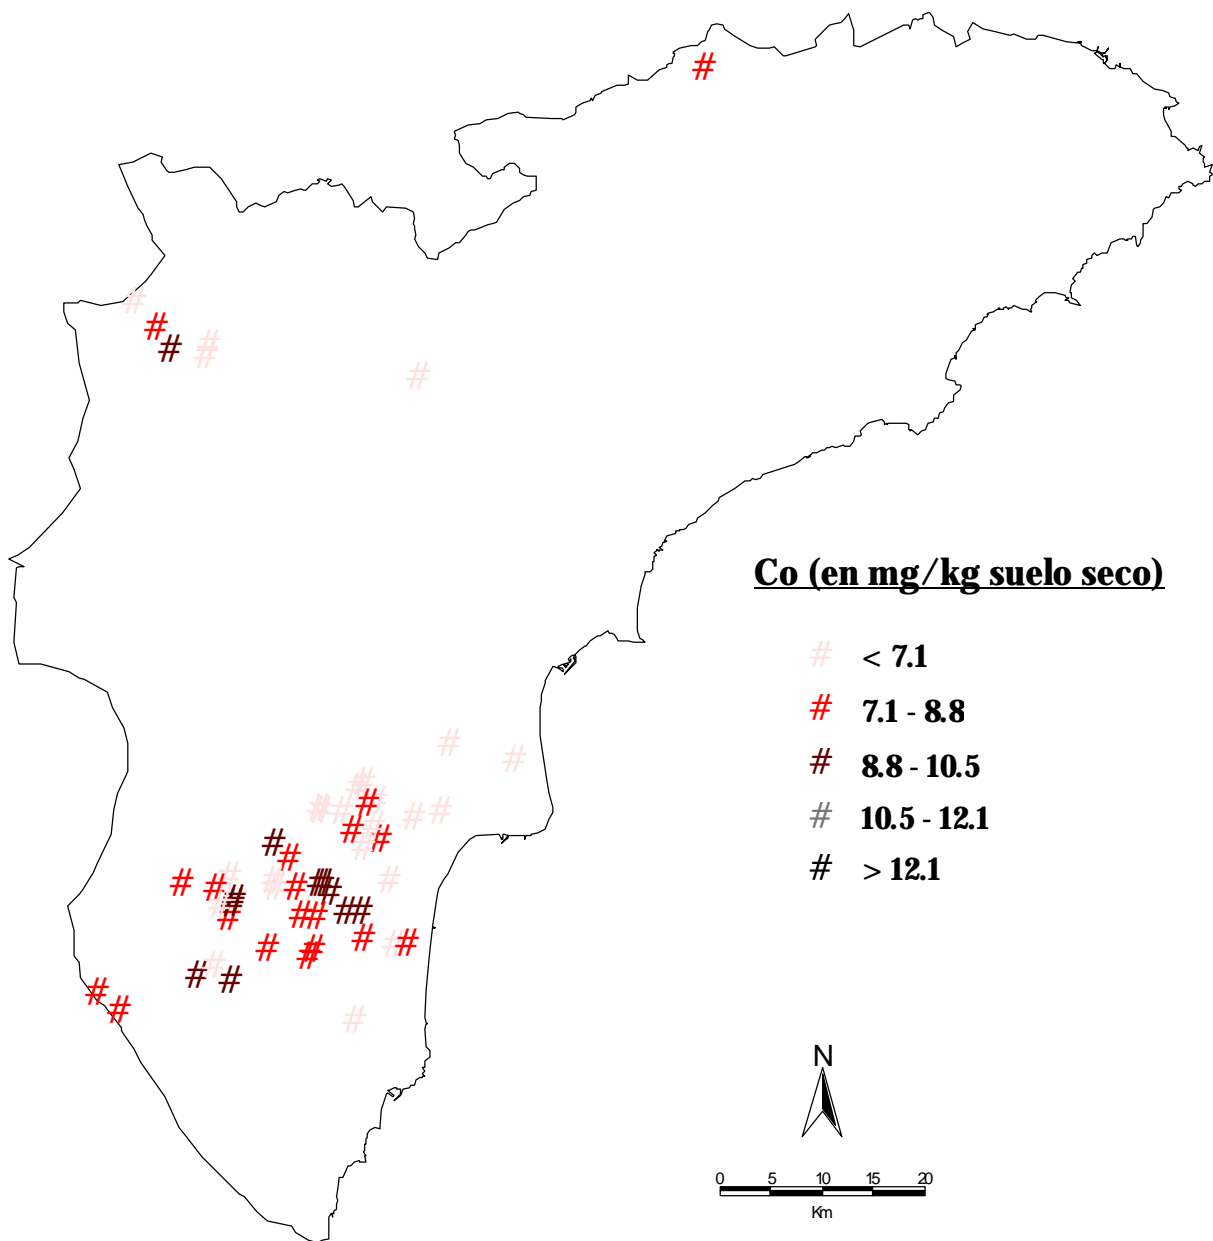 Co (en mg/kg suelo seco)
# < 7.1
# 7.1 - 8.8
# 8.8 - 10.5
# 10.5 - 12.1
# > 12.1
N
0 5 10 15 20
Km